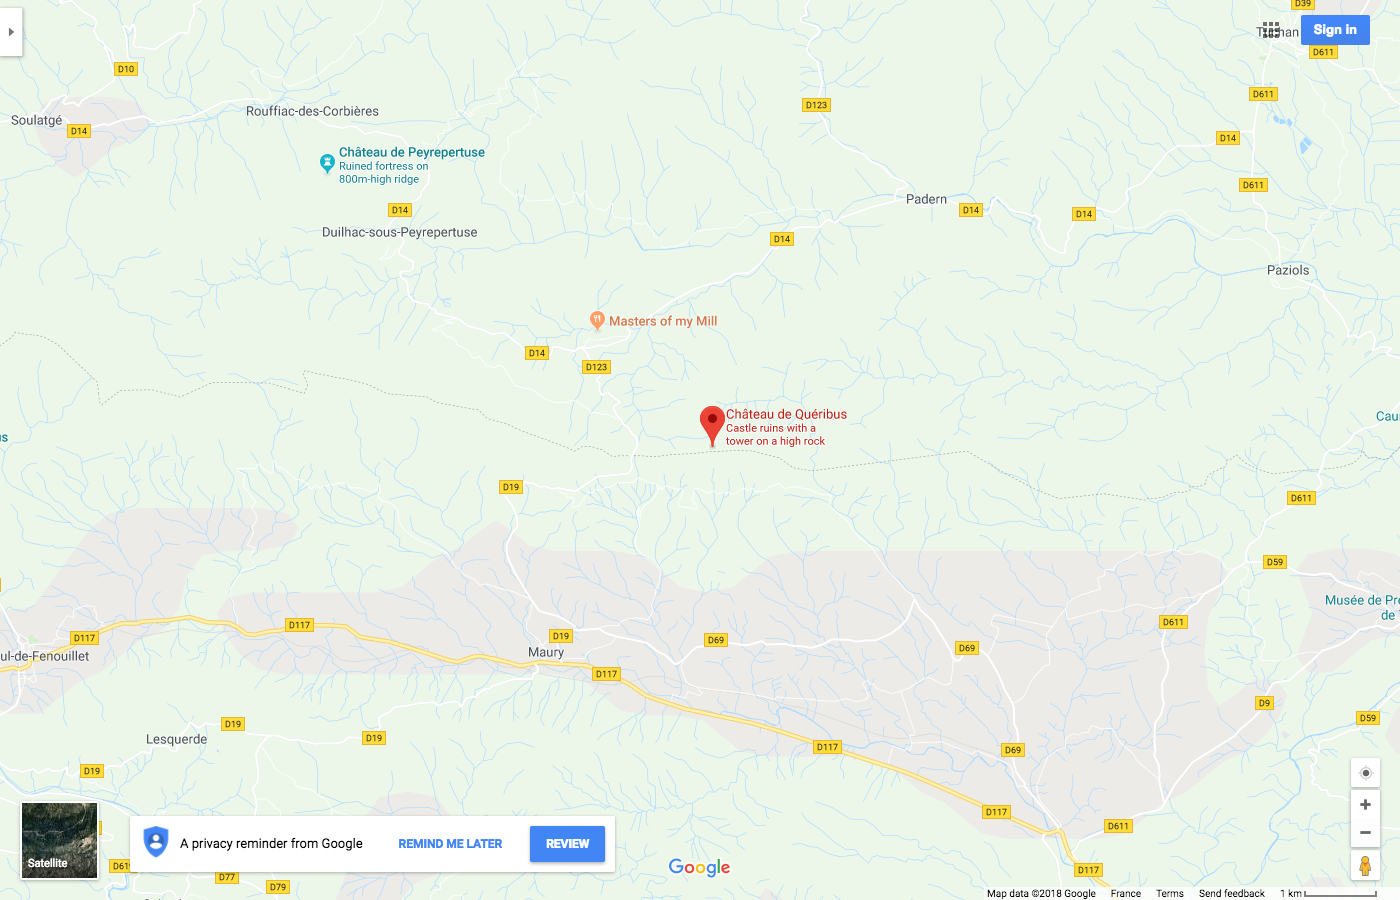 D39
Sign in
D611
D10
D611
D123
Rouffiac-des-Corbières
Soulatgé
D14
D14
Château de Peyrepertuse
Ruined fortress on
800m-high ridge
D611
Padern
D14
D14
D14
Duilhac-sous-Peyrepertuse
D14
Paziols
Masters of my Mill
D14
D123
Château de Quéribus
Castle ruins with a
tower on a high rock
D19
D611
D59
D117
D117
D19
D69
D611
D69
Maury
ul-de-Fenouillet
D117
D9
D59
D19
Lesquerde
D19
D117
D69
D19
D117
D611
A privacy reminder from Google
REMIND ME LATER
REVIEW
Satellite
D117
D77
D79
Google
Map data ©2018 Google
France
Terms
Send feedback
1 km
Musée de Pr
de